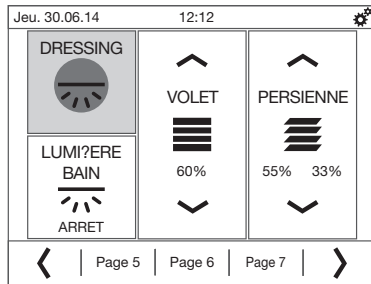 Jeu. 30.06.14 12:12
DRESSING
VOLET
60%
PERSIENNE
55% 33%
LUMI?ERE
BAIN
ARRET
Page 5 Page 6 Page 7